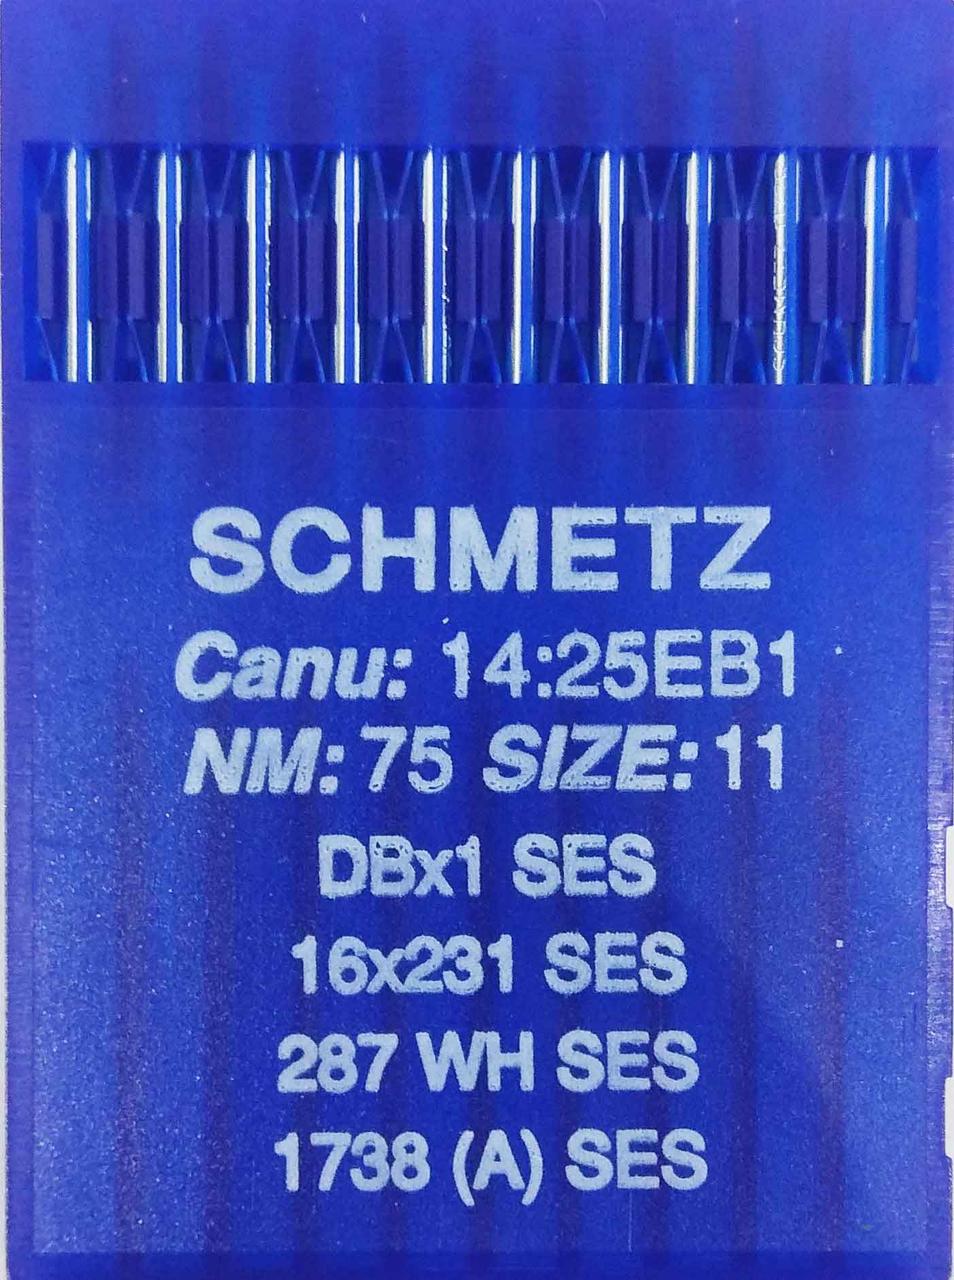 SCHMETZ
Canu: 14:25EB1
NM: 75 SIZE: 11
DBx1 SES
16x231 SES
287 WH SES
1738 (A) SES